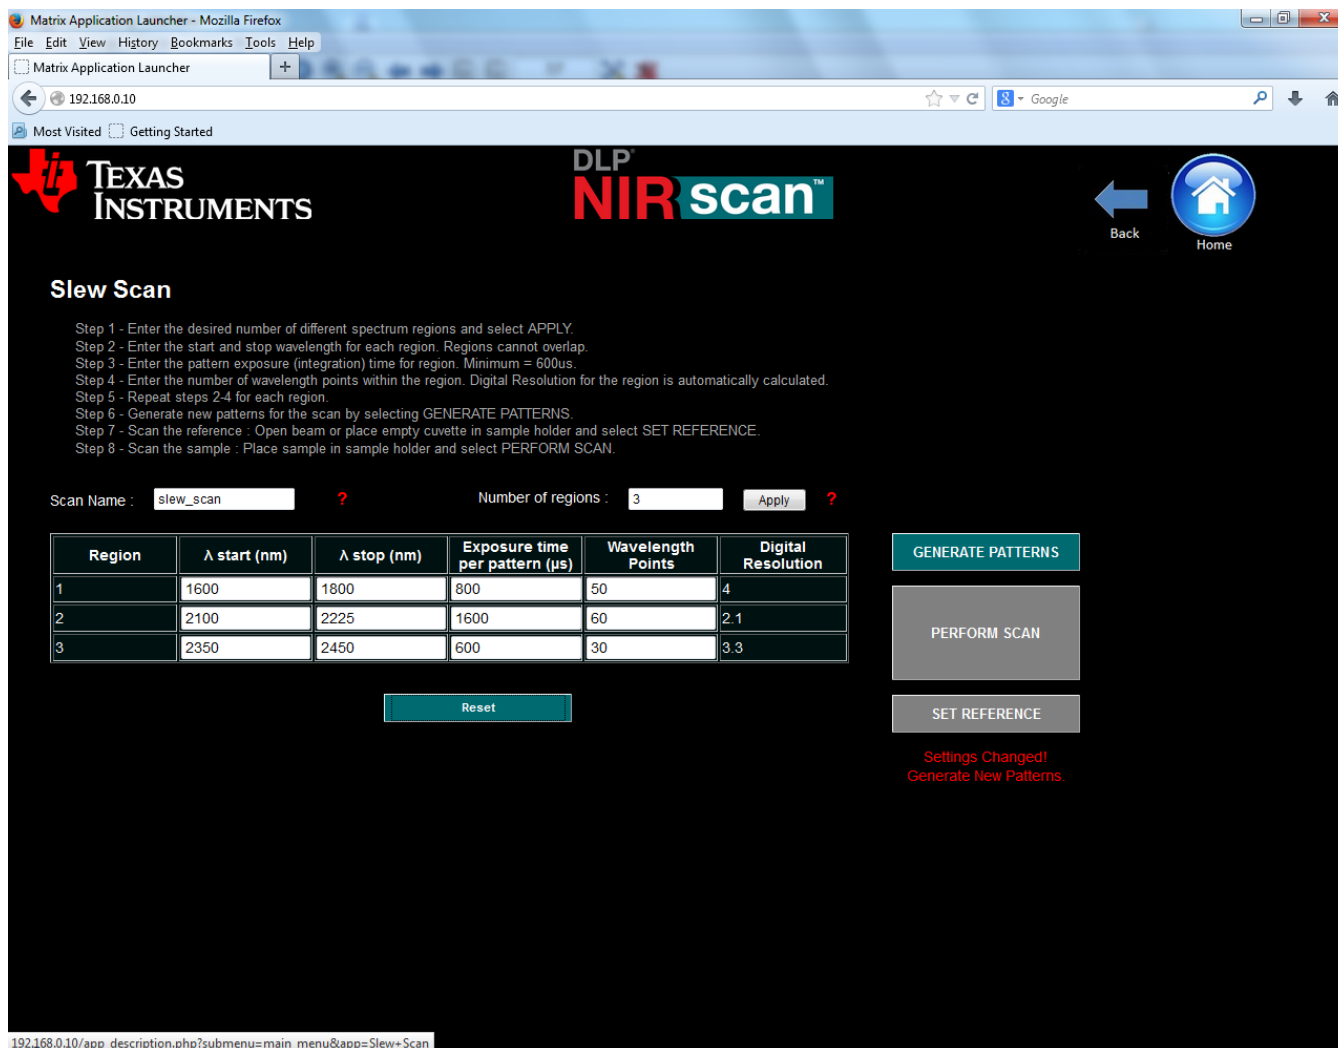 Matrix Application Launcher - Mozilla Firefox
File Edit View History Bookmarks Tools Help
Matrix Application Launcher +
192.168.0.10 8 Google
Most Visited Getting Started
TEXAS INSTRUMENTS
DLP®
NIRscan™
Back
Home
Slew Scan
Step 1 - Enter the desired number of different spectrum regions and select APPLY.
Step 2 - Enter the start and stop wavelength for each region. Regions cannot overlap.
Step 3 - Enter the pattern exposure (integration) time for region. Minimum = 600us.
Step 4 - Enter the number of wavelength points within the region. Digital Resolution for the region is automatically calculated.
Step 5 - Repeat steps 2-4 for each region.
Step 6 - Generate new patterns for the scan by selecting GENERATE PATTERNS.
Step 7 - Scan the reference : Open beam or place empty cuvette in sample holder and select SET REFERENCE.
Step 8 - Scan the sample : Place sample in sample holder and select PERFORM SCAN.
Scan Name : slew_scan ? Number of regions : 3 Apply ?
Region λ start (nm) λ stop (nm) Exposure time per pattern (µs) Wavelength Points Digital Resolution
1 1600 1800 800 50 4
2 2100 2225 1600 60 2.1
3 2350 2450 600 30 3.3
Reset
GENERATE PATTERNS
PERFORM SCAN
SET REFERENCE
Settings Changed!
Generate New Patterns.
192.168.0.10/app_description.php?submenu=main_menu&app=Slew+Scan